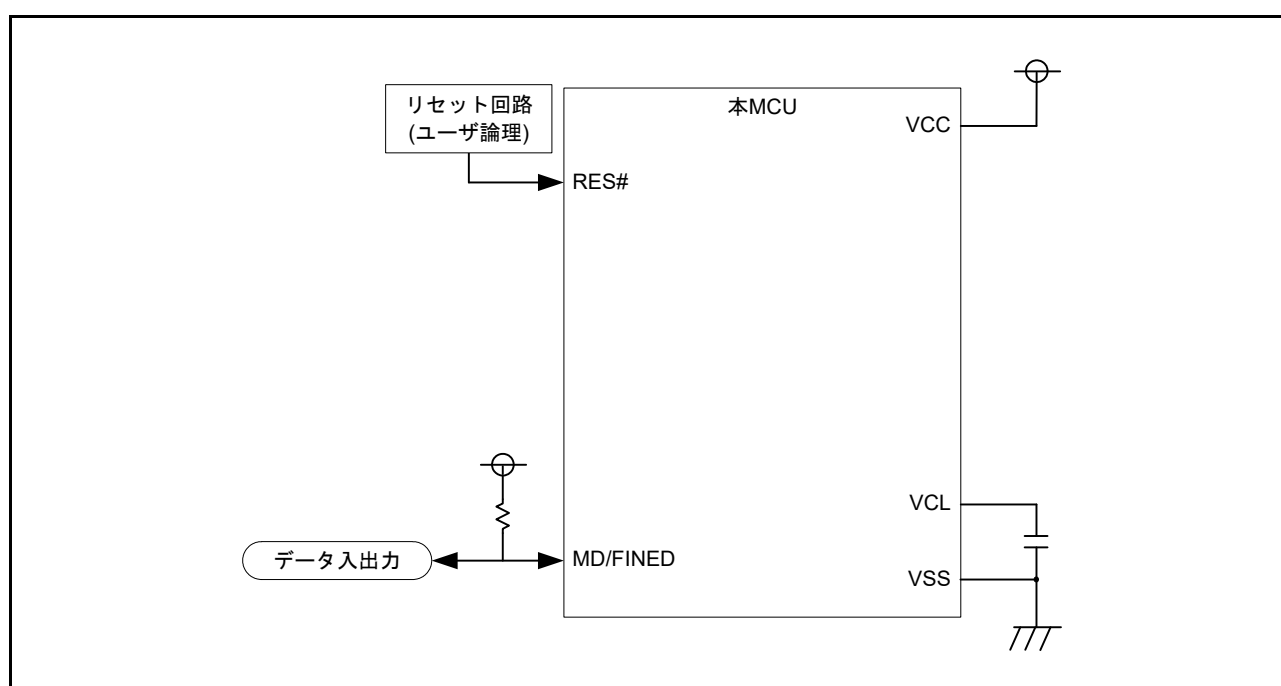 リセット回路
(ユーザ論理)
本MCU
VCC
RES#
VCL
データ入出力
MD/FINED
VSS